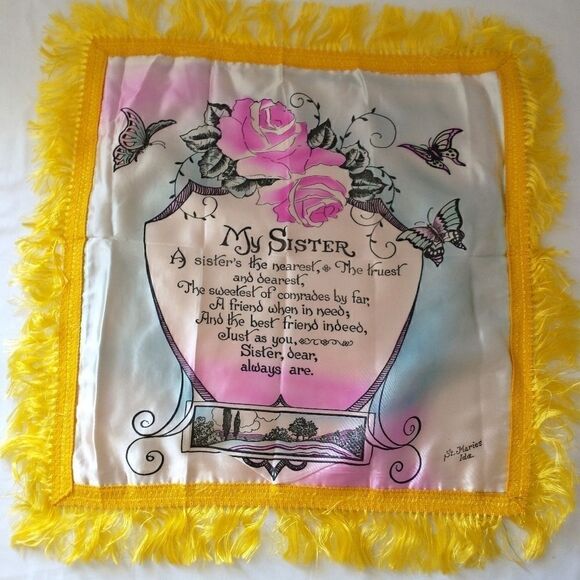 My Sister
A sister's the nearest, The truest
and dearest,
The sweetest of comrades by far,
A friend when in need;
And the best friend indeed,
Just as you,
Sister, dear,
always are.
St. Maries
Ida.